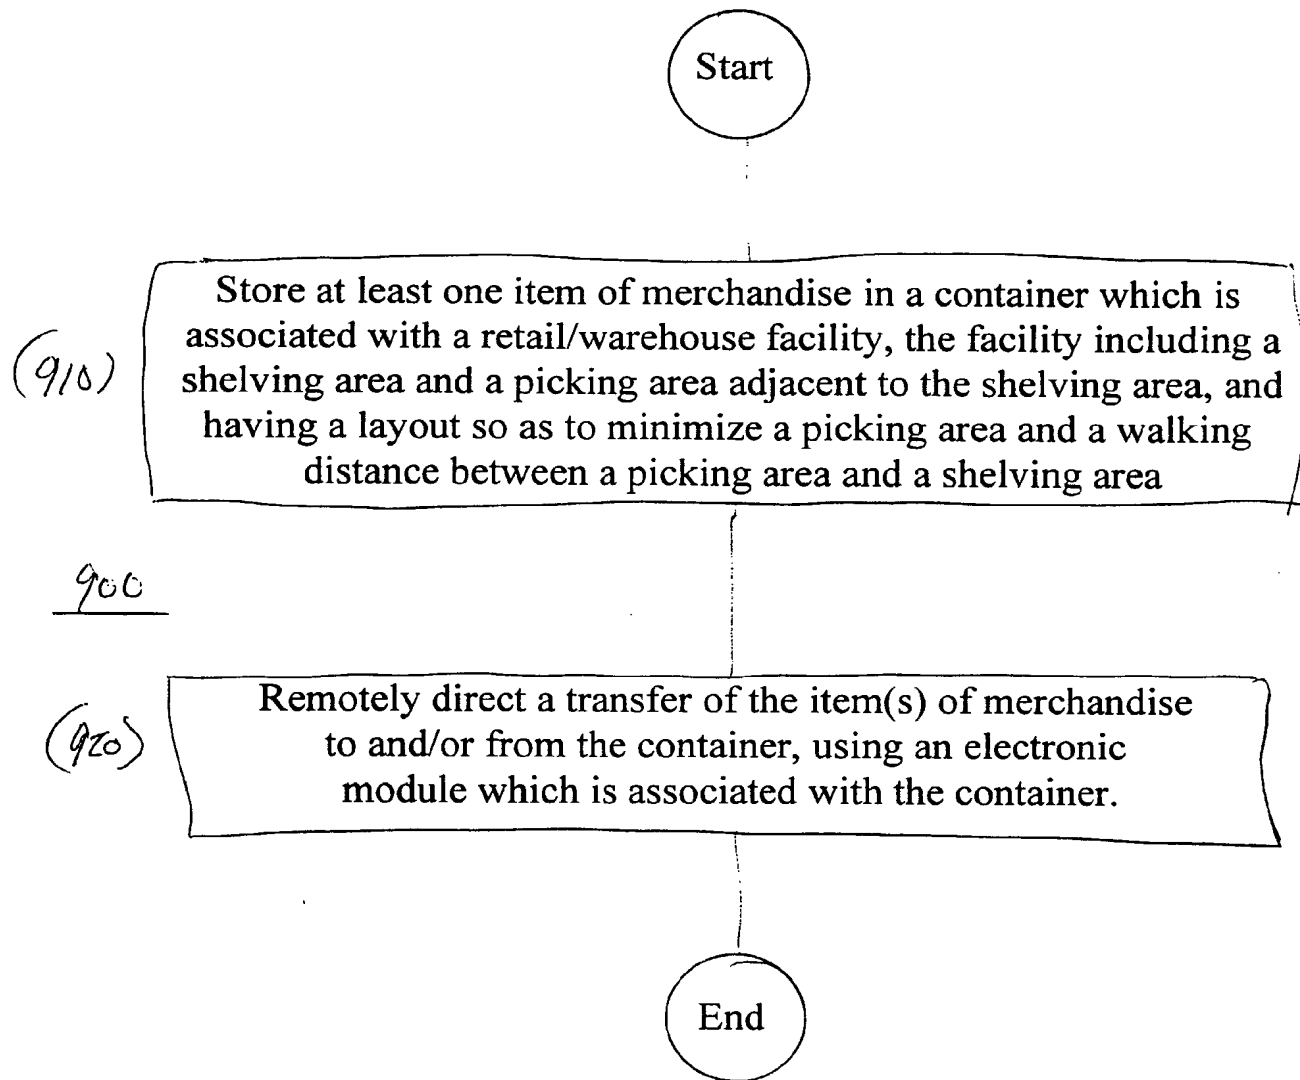 Start
Store at least one item of merchandise in a container which is
associated with a retail/warehouse facility, the facility including a
(910)
shelving area and a picking area adjacent to the shelving area, and
having a layout so as to minimize a picking area and a walking
distance between a picking area and a shelving area
900
Remotely direct a transfer of the item(s) of merchandise
(920)
to and/or from the container, using an electronic
module which is associated with the container.
End